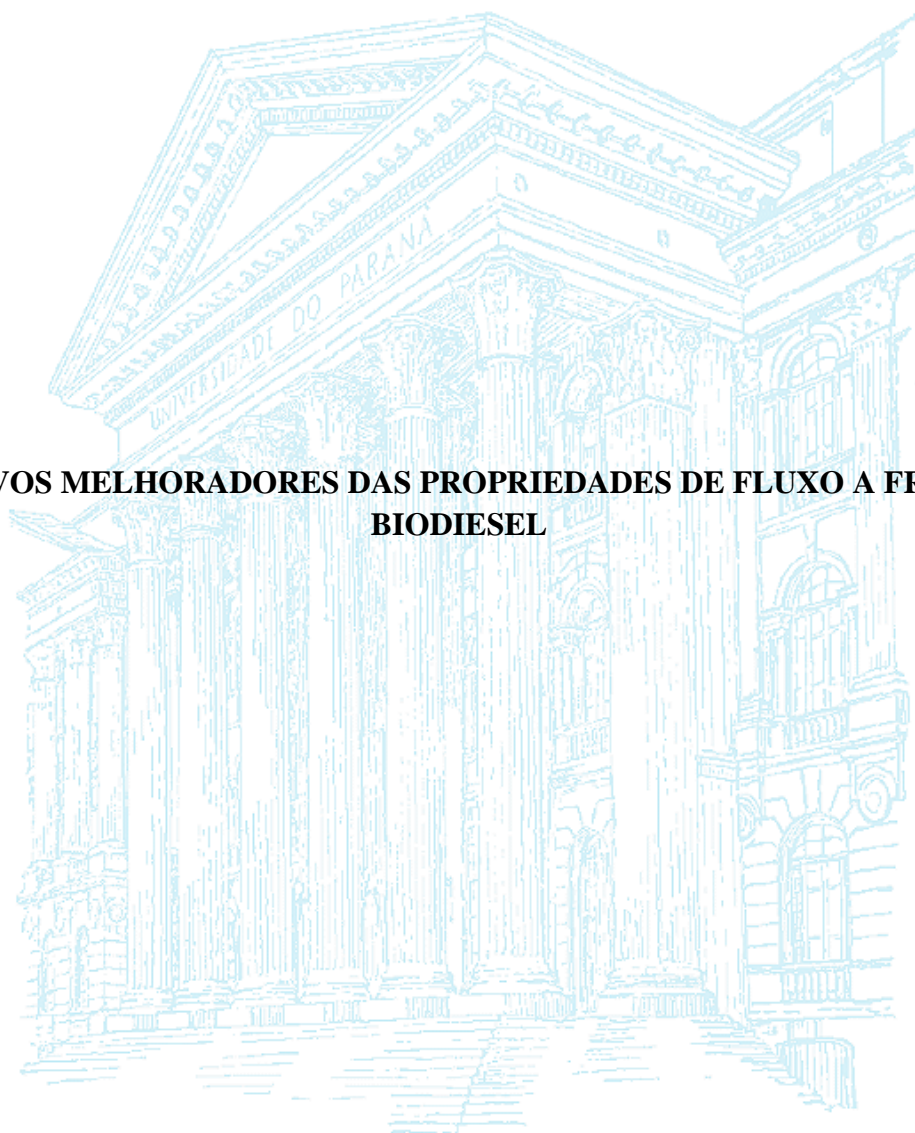 UNIVERSIDADE DO PARANÁ
VOS MELHORADORES DAS PROPRIEDADES DE FLUXO A FR
BIODIESEL